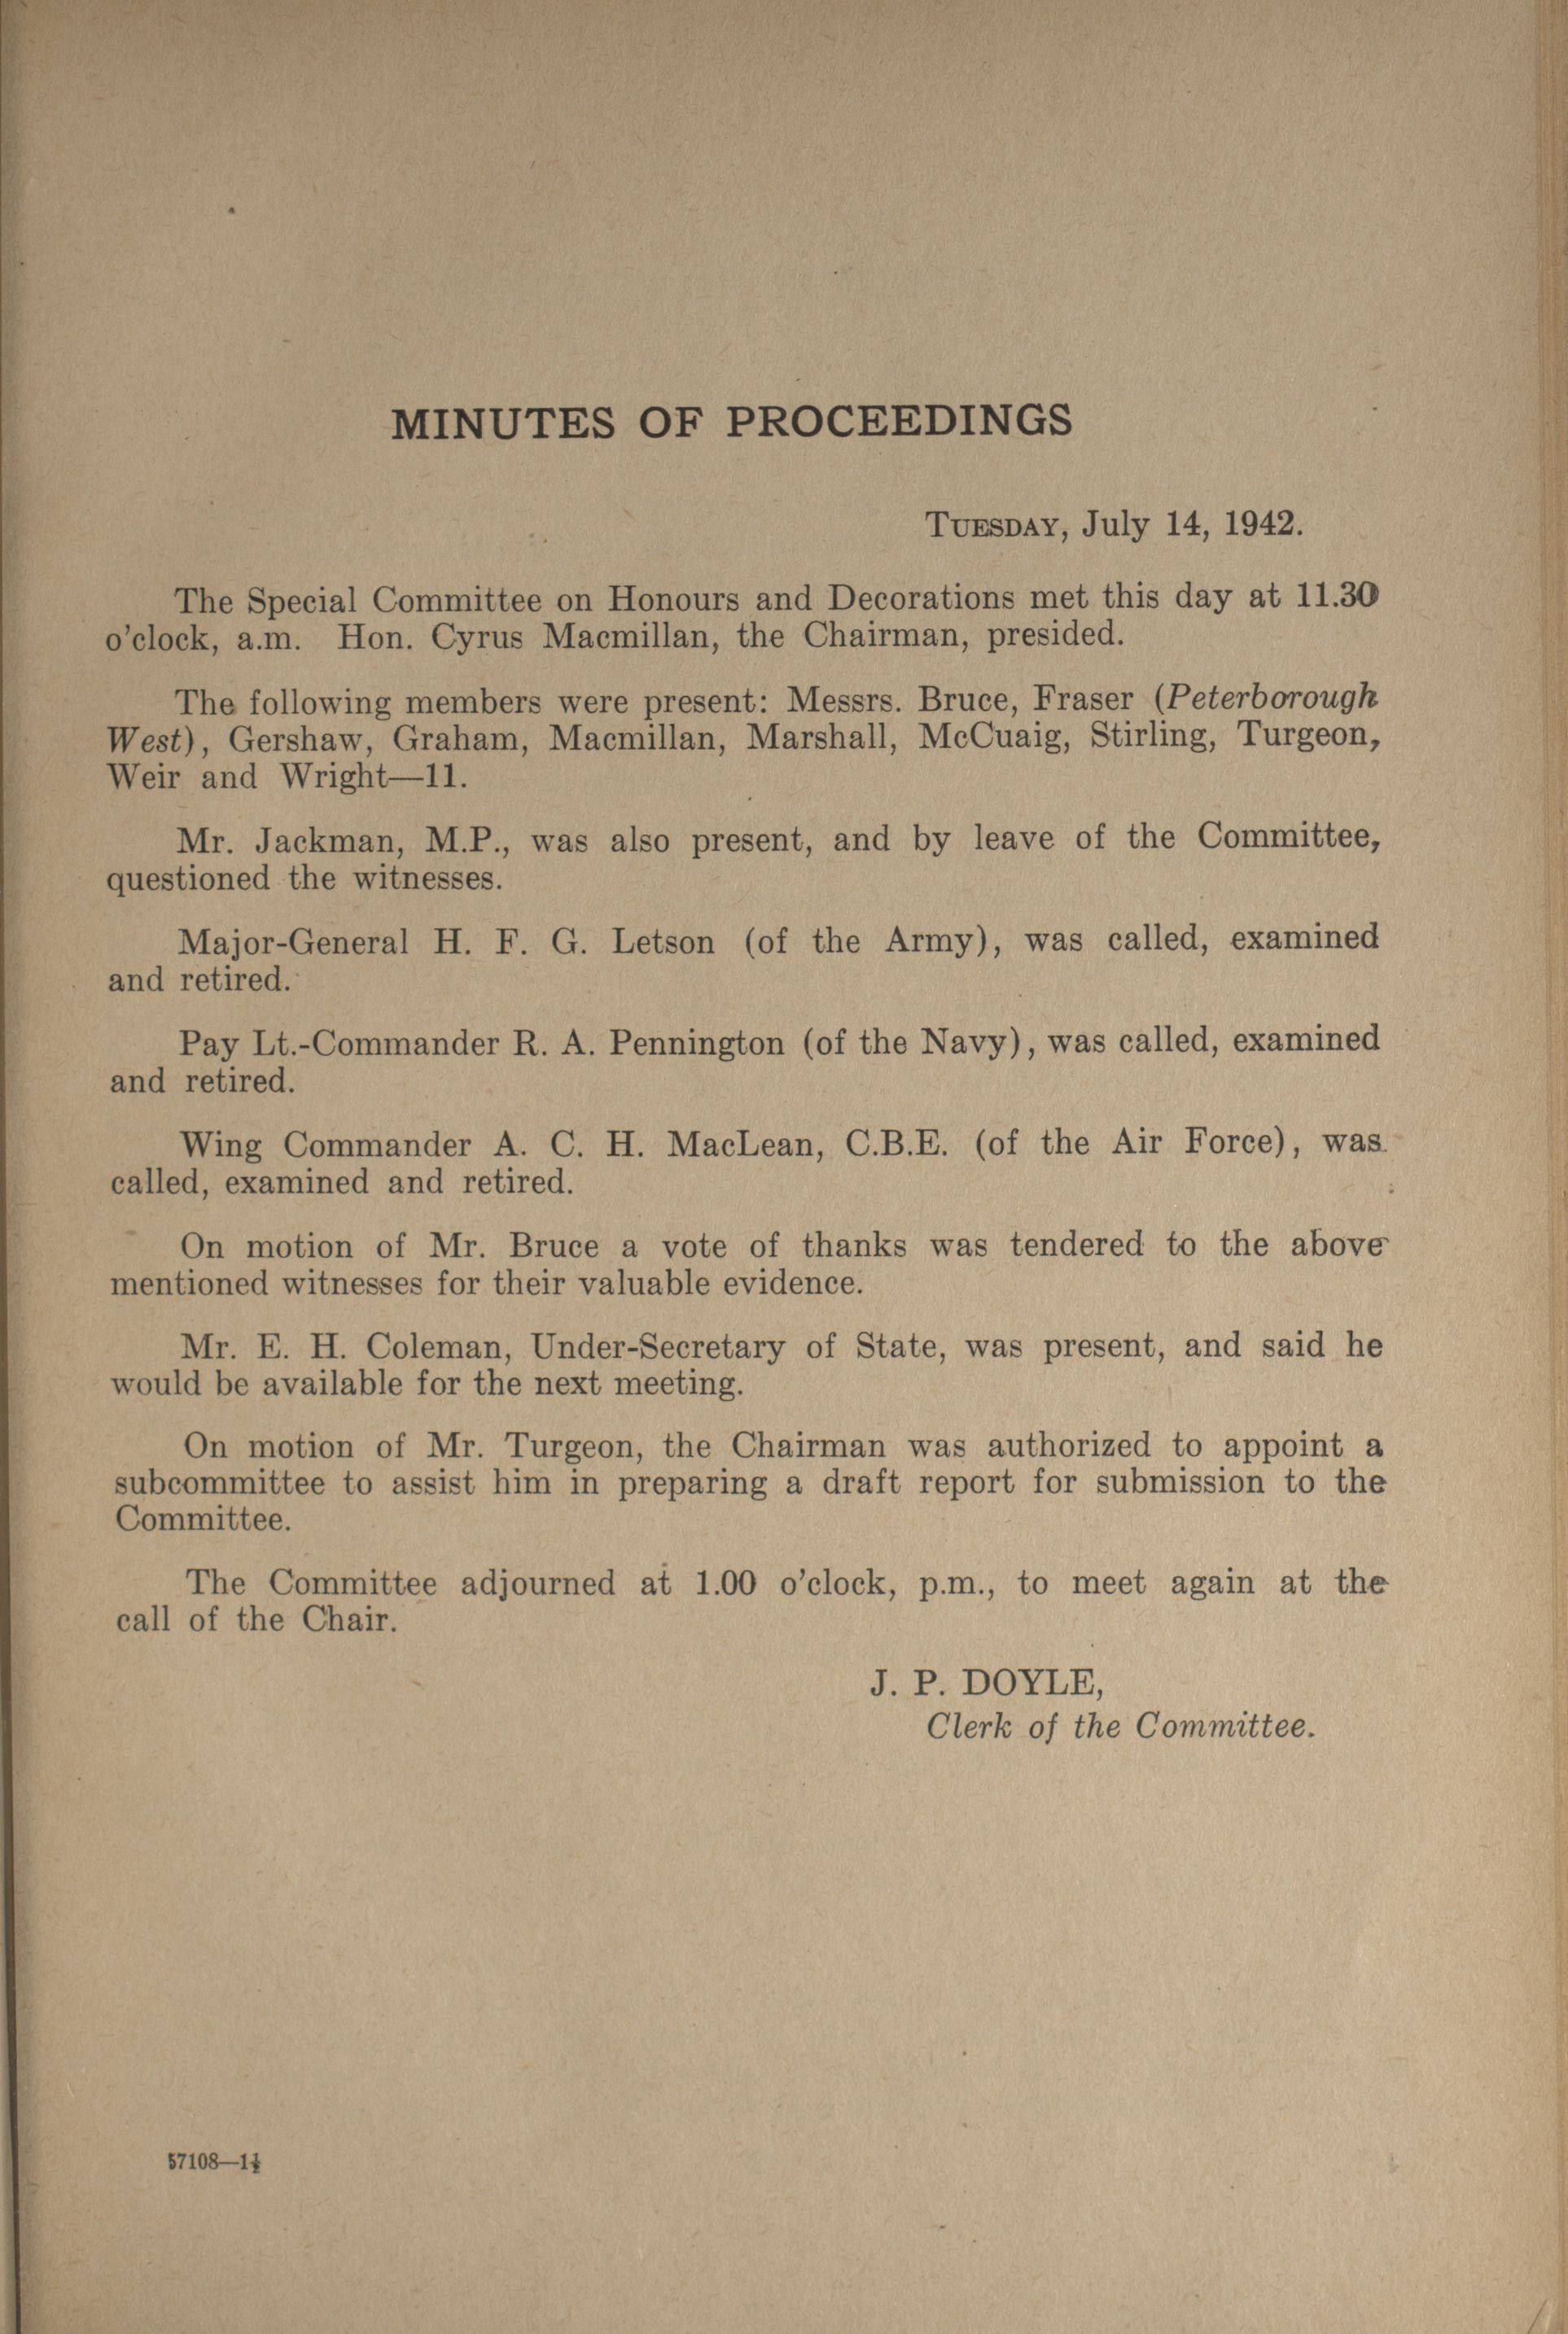 MINUTES OF PROCEEDINGS
TUESDAY, July 14, 1942.
The Special Committee on Honours and Decorations met this day at 11.30
o'clock, a.m. Hon. Cyrus Macmillan, the Chairman, presided.
The following members were present: Messrs. Bruce, Fraser (Peterborough
West), Gershaw, Graham, Macmillan, Marshall, McCuaig, Stirling, Turgeon,
Weir and Wright—11.
Mr. Jackman, M.P., was also present, and by leave of the Committee,
questioned the witnesses.
Major-General H. F. G. Letson (of the Army), was called, examined
and retired.
Pay Lt.-Commander R. A. Pennington (of the Navy), was called, examined
and retired.
Wing Commander A. C. H. MacLean, C.B.E. (of the Air Force), was
called, examined and retired.
On motion of Mr. Bruce a vote of thanks was tendered to the above
mentioned witnesses for their valuable evidence.
Mr. E. H. Coleman, Under-Secretary of State, was present, and said he
would be available for the next meeting.
On motion of Mr. Turgeon, the Chairman was authorized to appoint a
subcommittee to assist him in preparing a draft report for submission to the
Committee.
The Committee adjourned at 1.00 o'clock, p.m., to meet again at the
call of the Chair.
J. P. DOYLE,
Clerk of the Committee.
57108—1½